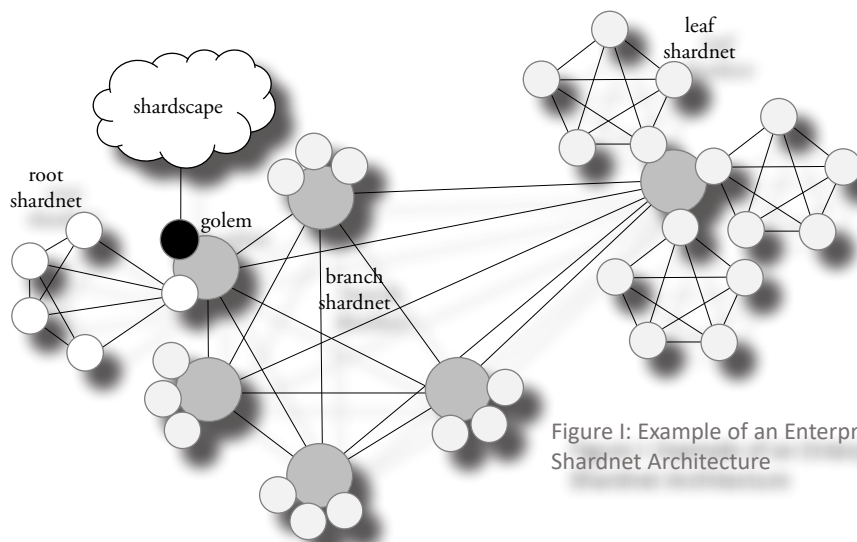 leaf
shardnet
shardscape
root
shardnet
golem
branch
shardnet
Figure I: Example of an Enterpr
Shardnet Architecture